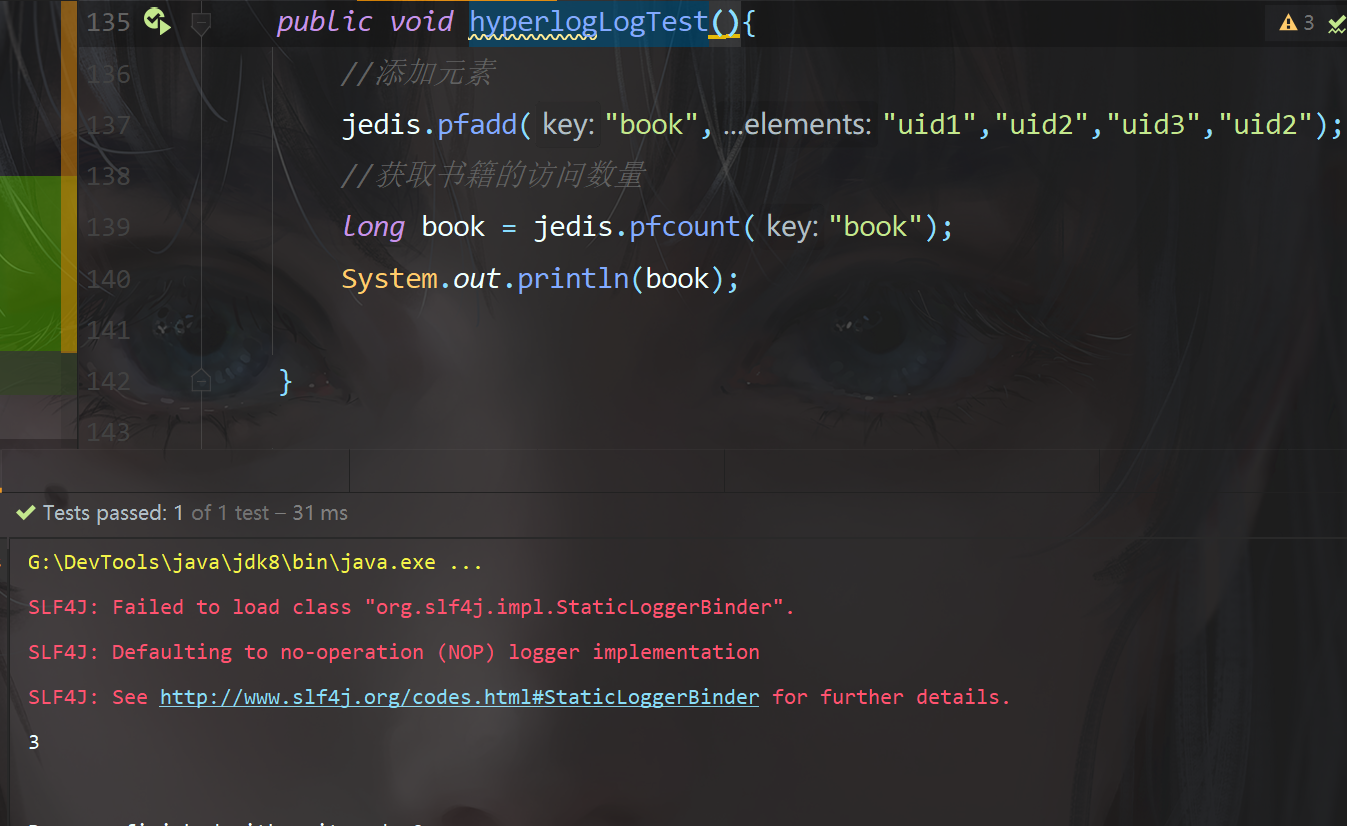 135 public void hyperlogLogTest(){ 3
136 //添加元素
137 jedis.pfadd( key: "book", ...elements: "uid1","uid2","uid3","uid2");
138 //获取书籍的访问数量
139 long book = jedis.pfcount( key: "book");
140 System.out.println(book);
141
142 }
143
Tests passed: 1 of 1 test – 31 ms
G:\DevTools\java\jdk8\bin\java.exe ...
SLF4J: Failed to load class "org.slf4j.impl.StaticLoggerBinder".
SLF4J: Defaulting to no-operation (NOP) logger implementation
SLF4J: See http://www.slf4j.org/codes.html#StaticLoggerBinder for further details.
3